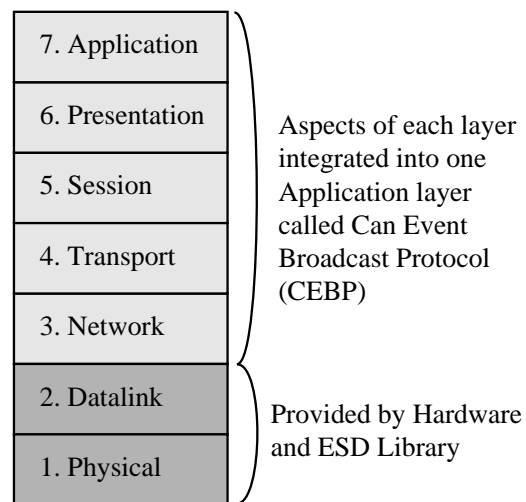 7. Application
6. Presentation
5. Session
4. Transport
3. Network
2. Datalink
1. Physical
Aspects of each layer
integrated into one
Application layer
called Can Event
Broadcast Protocol
(CEBP)
Provided by Hardware
and ESD Library